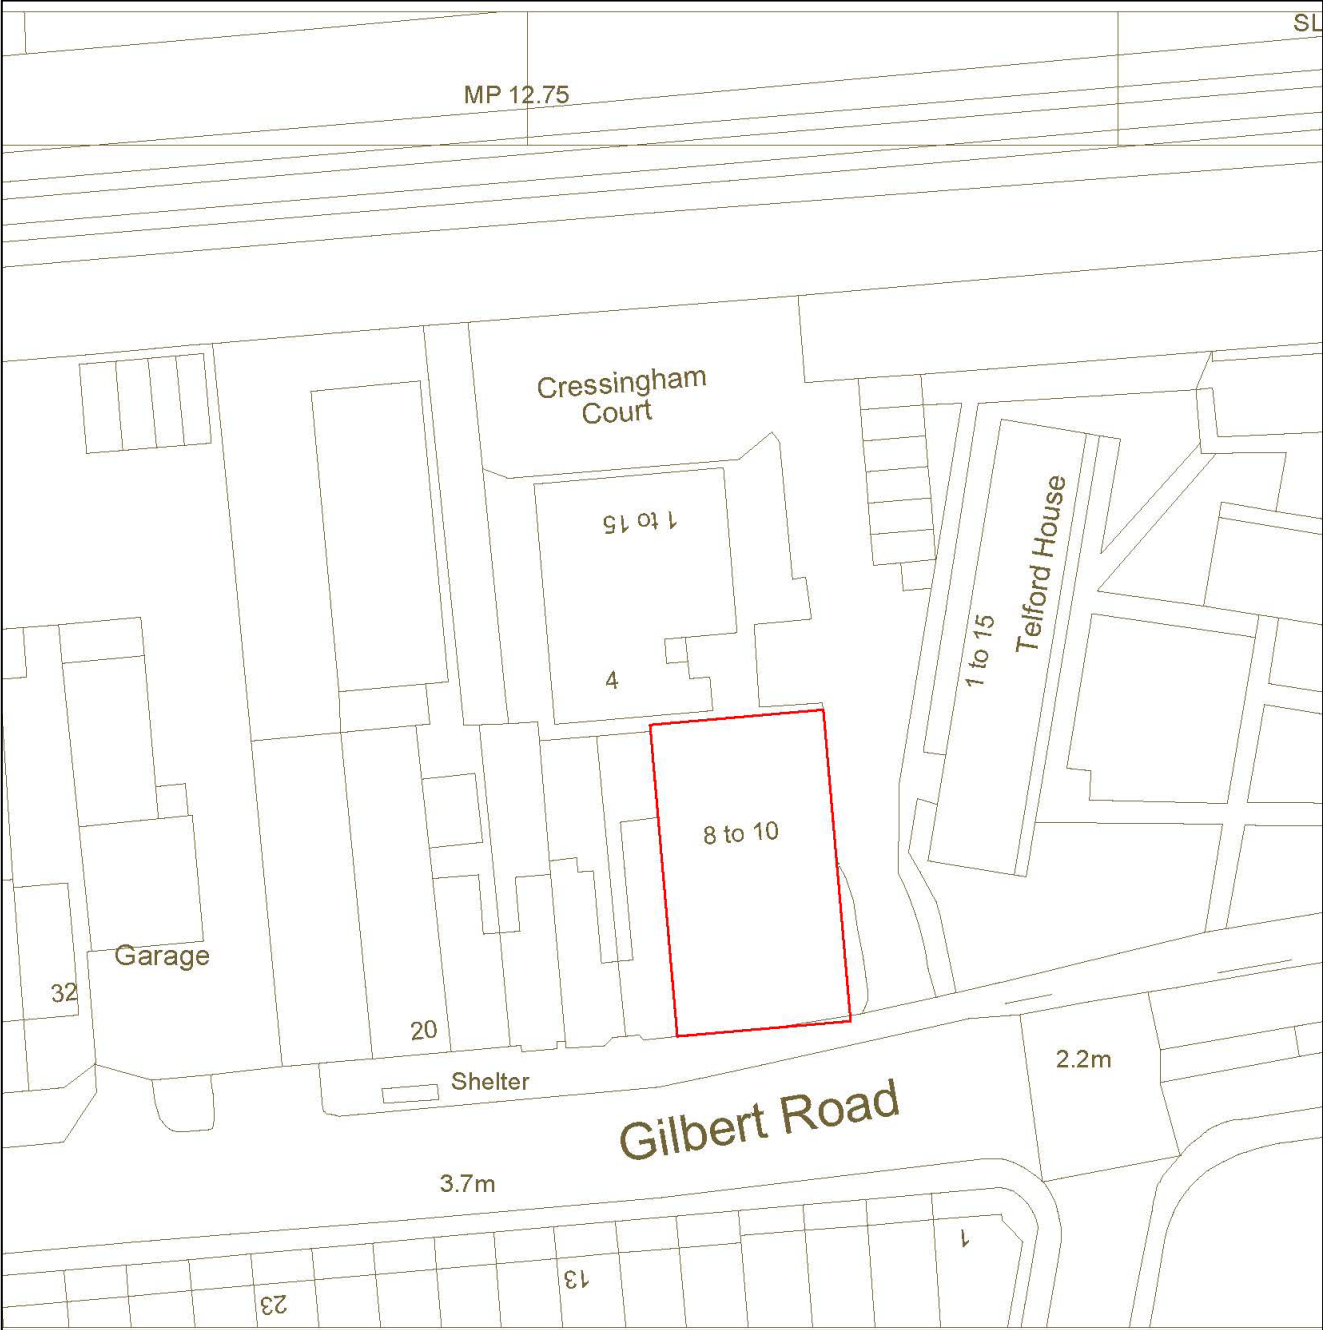 SL
MP 12.75
Cressingham
Court
1 to 15
Telford House
1 to 15
4
8 to 10
Garage
32
20
Shelter
2.2m
Gilbert Road
3.7m
1
13
23